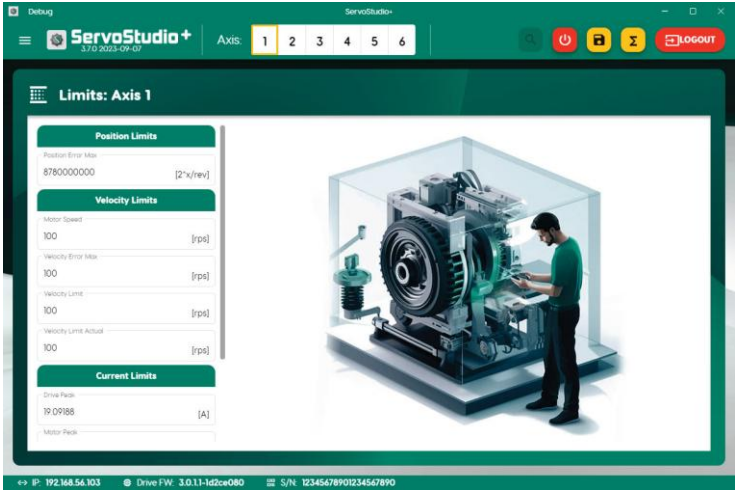 Debug
ServoStudio+
ServoStudio+
3.7.0 2023-09-07
Axis: 1 2 3 4 5 6
LOGOUT
Limits: Axis 1
Position Limits
Position Error Max
8780000000 [2^x/rev]
Velocity Limits
Motor Speed
100 [rps]
Velocity Error Max
100 [rps]
Velocity Limit
100 [rps]
Velocity Limit Actual
100 [rps]
Current Limits
Drive Peak
19.09188 [A]
Motor Peak
IP: 192.168.56.103 Drive FW: 3.0.1.1-1d2ce080 S/N: 12345678901234567890